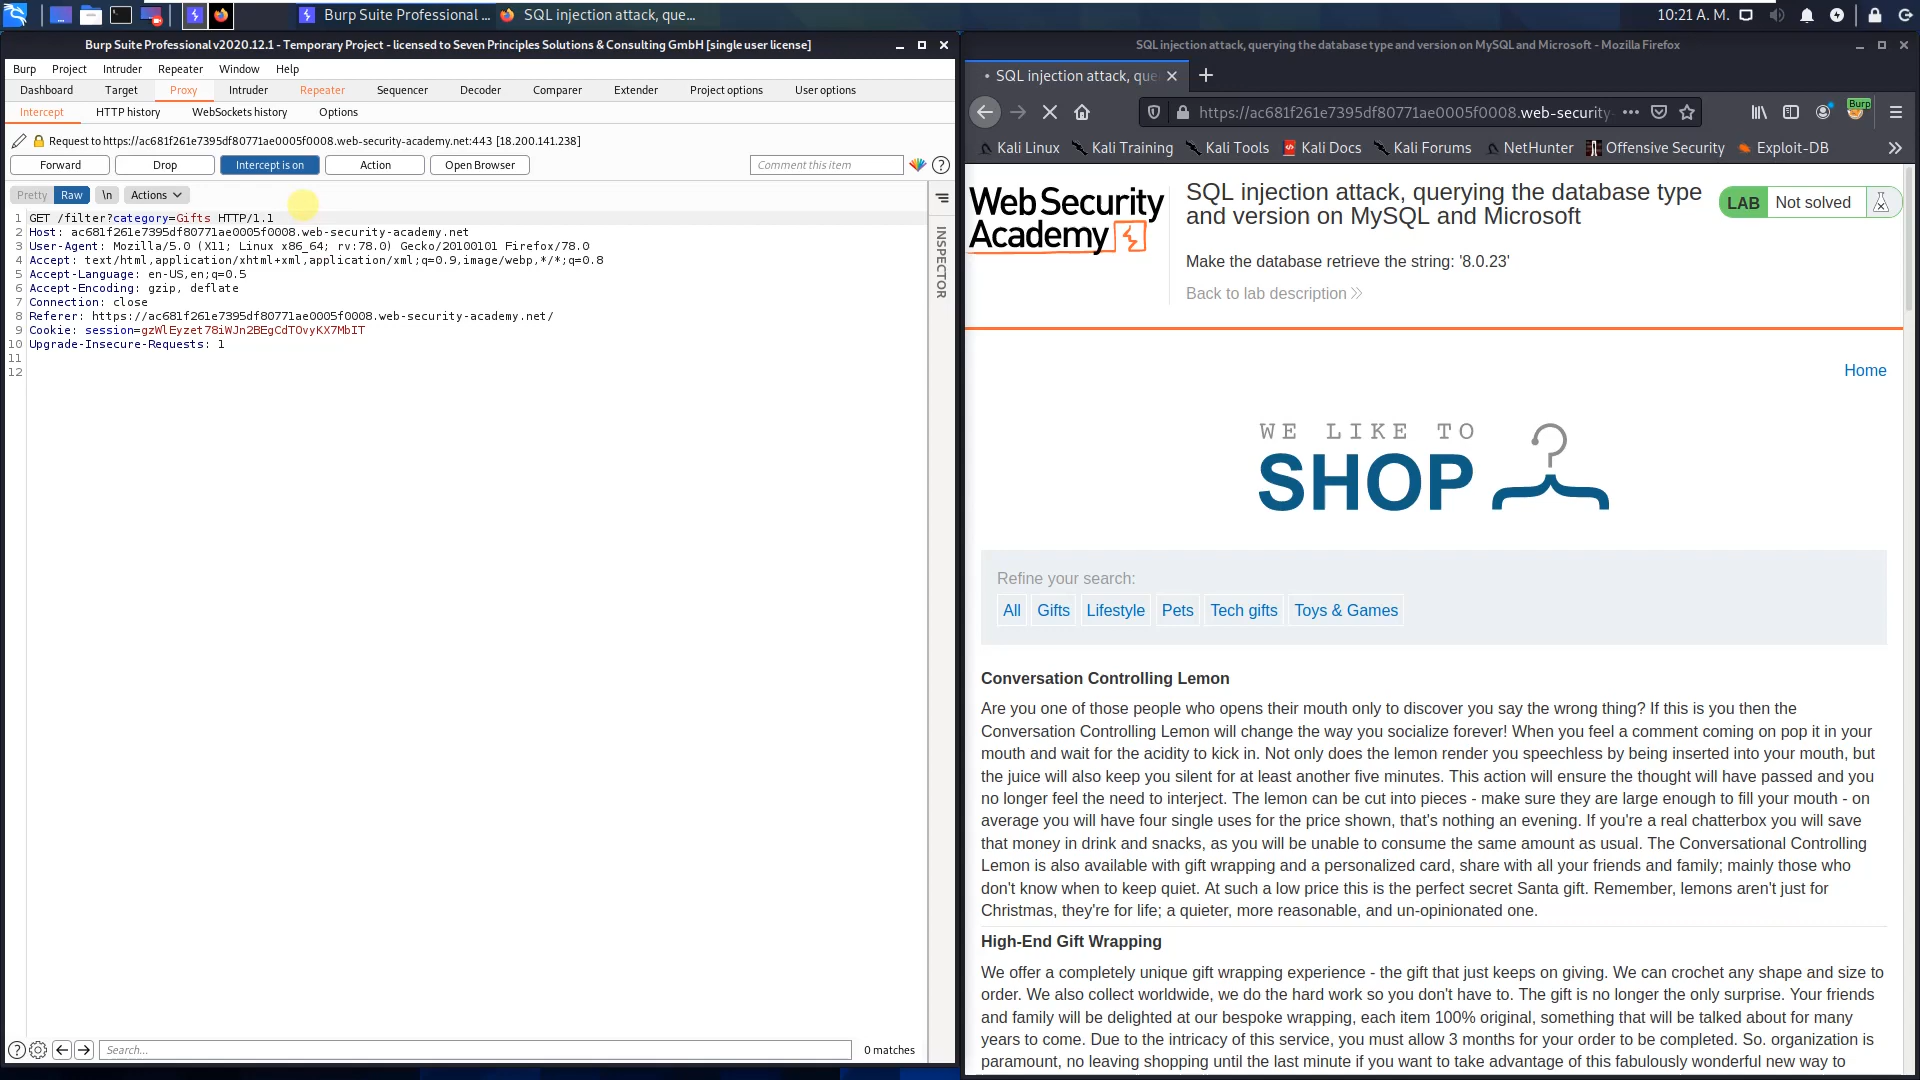 Burp Suite Professional ...
SQL injection attack, que...
10:21 A. M.
Burp Suite Professional v2020.12.1 - Temporary Project - licensed to Seven Principles Solutions & Consulting GmbH [single user license]
Burp Project Intruder Repeater Window Help
Dashboard Target Proxy Intruder Repeater Sequencer Decoder Comparer Extender Project options User options
Intercept HTTP history WebSockets history Options
Request to https://ac681f261e7395df80771ae0005f0008.web-security-academy.net:443 [18.200.141.238]
Forward Drop Intercept is on Action Open Browser Comment this item ?
Pretty Raw \n Actions
1 GET /filter?category=Gifts HTTP/1.1
2 Host: ac681f261e7395df80771ae0005f0008.web-security-academy.net
3 User-Agent: Mozilla/5.0 (X11; Linux x86_64; rv:78.0) Gecko/20100101 Firefox/78.0
4 Accept: text/html,application/xhtml+xml,application/xml;q=0.9,image/webp,*/*;q=0.8
5 Accept-Language: en-US,en;q=0.5
6 Accept-Encoding: gzip, deflate
7 Connection: close
8 Referer: https://ac681f261e7395df80771ae0005f0008.web-security-academy.net/
9 Cookie: session=gzWlEyzet78iWJn2BEgCdTOvyKX7MbIT
10 Upgrade-Insecure-Requests: 1
11
12
INSPECTOR
? Search... 0 matches
SQL injection attack, querying the database type and version on MySQL and Microsoft - Mozilla Firefox
SQL injection attack, que
https://ac681f261e7395df80771ae0005f0008.web-security-
Burp
Kali Linux Kali Training Kali Tools Kali Docs Kali Forums NetHunter Offensive Security Exploit-DB
Web Security
Academy
SQL injection attack, querying the database type
and version on MySQL and Microsoft
LAB Not solved
Make the database retrieve the string: '8.0.23'
Back to lab description
Home
WE LIKE TO
SHOP
Refine your search:
All Gifts Lifestyle Pets Tech gifts Toys & Games
Conversation Controlling Lemon
Are you one of those people who opens their mouth only to discover you say the wrong thing? If this is you then the
Conversation Controlling Lemon will change the way you socialize forever! When you feel a comment coming on pop it in your
mouth and wait for the acidity to kick in. Not only does the lemon render you speechless by being inserted into your mouth, but
the juice will also keep you silent for at least another five minutes. This action will ensure the thought will have passed and you
no longer feel the need to interject. The lemon can be cut into pieces - make sure they are large enough to fill your mouth - on
average you will have four single uses for the price shown, that's nothing an evening. If you're a real chatterbox you will save
that money in drink and snacks, as you will be unable to consume the same amount as usual. The Conversational Controlling
Lemon is also available with gift wrapping and a personalized card, share with all your friends and family; mainly those who
don't know when to keep quiet. At such a low price this is the perfect secret Santa gift. Remember, lemons aren't just for
Christmas, they're for life; a quieter, more reasonable, and un-opinionated one.
High-End Gift Wrapping
We offer a completely unique gift wrapping experience - the gift that just keeps on giving. We can crochet any shape and size to
order. We also collect worldwide, we do the hard work so you don't have to. The gift is no longer the only surprise. Your friends
and family will be delighted at our bespoke wrapping, each item 100% original, something that will be talked about for many
years to come. Due to the intricacy of this service, you must allow 3 months for your order to be completed. So. organization is
paramount, no leaving shopping until the last minute if you want to take advantage of this fabulously wonderful new way to